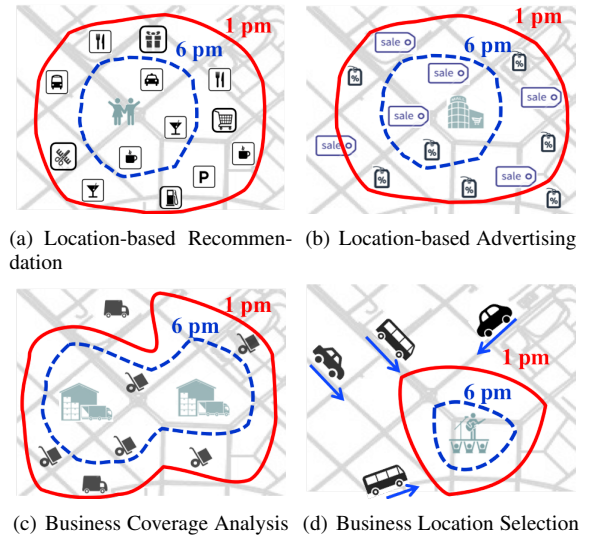 1 pm
6 pm
P
(a) Location-based Recommen-
dation
1 pm
6 pm
sale
sale
%
%
sale
sale
%
sale
%
%
%
(b) Location-based Advertising
1 pm
6 pm
(c) Business Coverage Analysis
1 pm
6 pm
(d) Business Location Selection